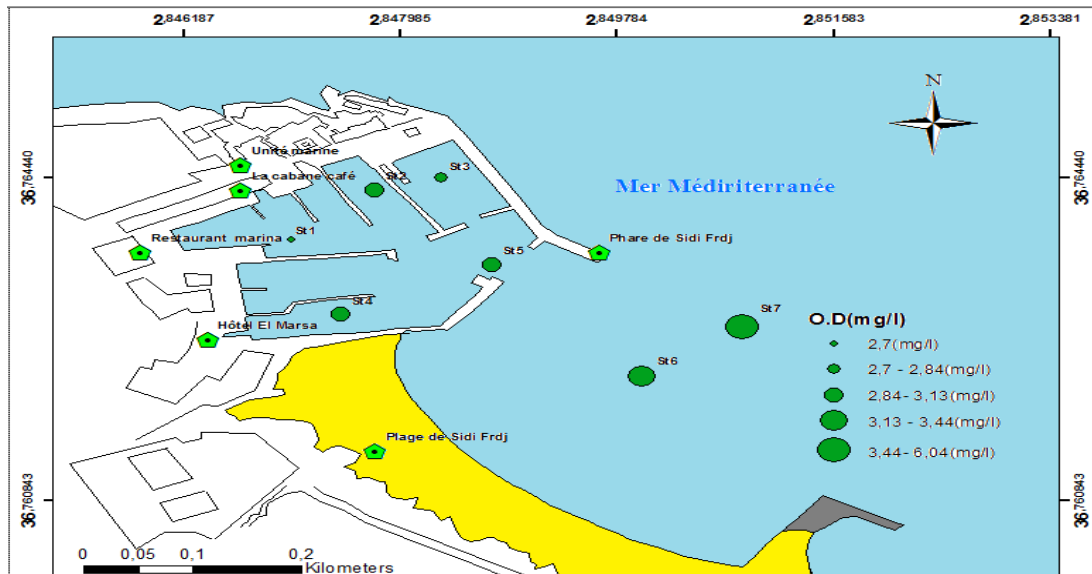 2,846187 2,847985 2,849784 2,851583 2,853381
N
Unité marine
36,764440 La cabane café St2 St3 36,764440
Mer Méditerranée
St1
Restaurant marina
Phare de Sidi Frdj
St5
St4
St7
Hôtel El Marsa
O.D(mg/l)
2,7(mg/l)
St6
2,7 - 2,84(mg/l)
2,84- 3,13(mg/l)
3,13 - 3,44(mg/l)
Plage de Sidi Frdj
3,44- 6,04(mg/l)
36,760843 36,760843
0 0,05 0,1 0,2
Kilometers